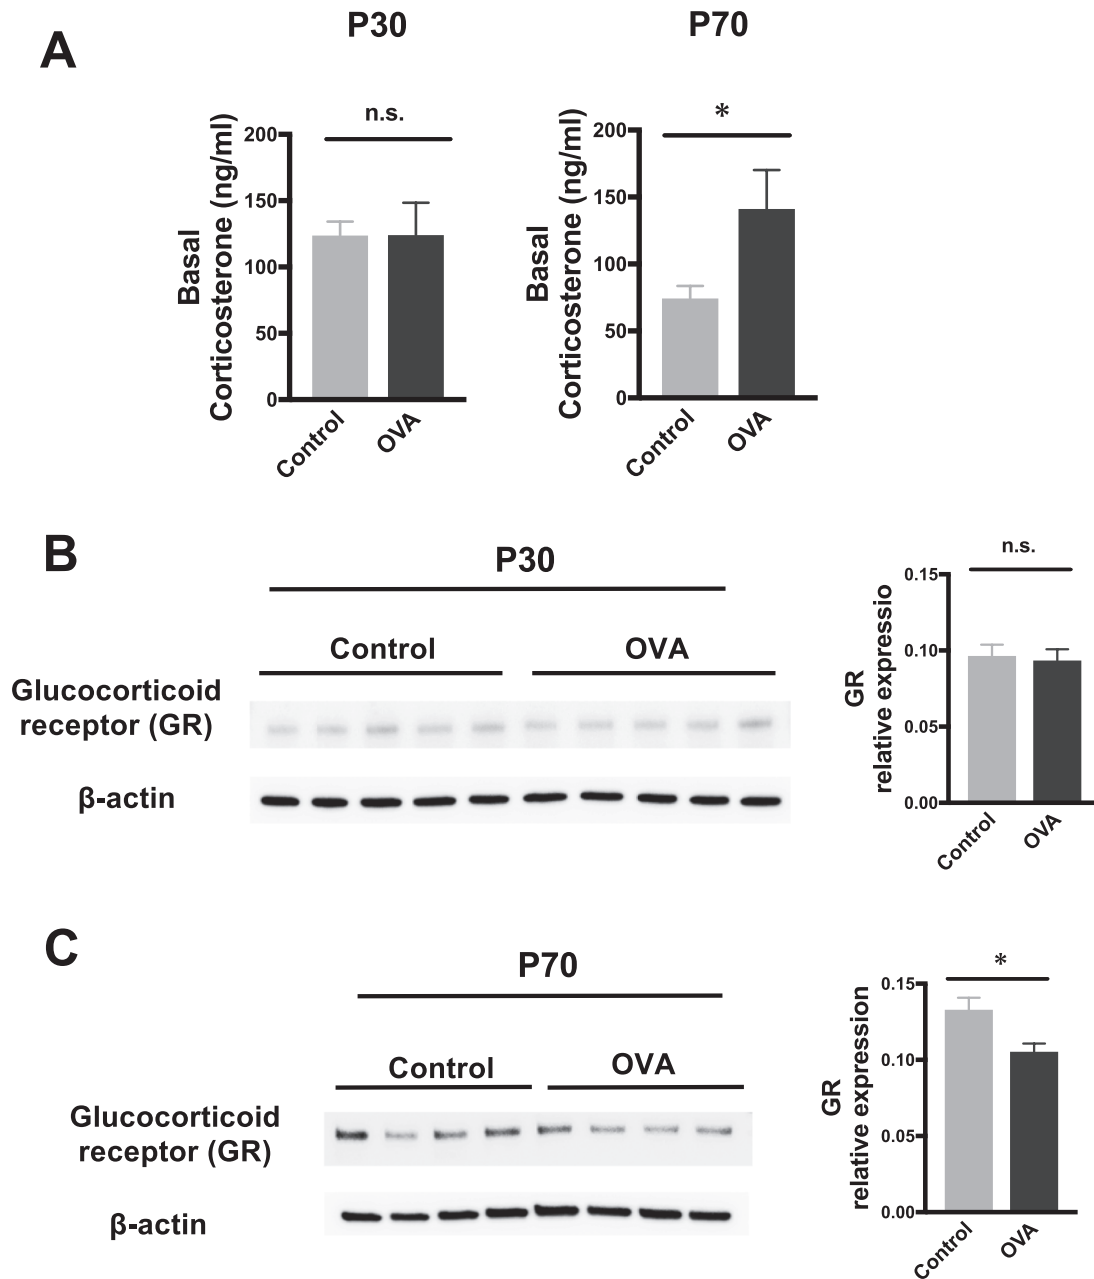 A
P30
P70
n.s.
*
Basal
Corticosterone (ng/ml)
200
150
100
50
0
Control
OVA
Basal
Corticosterone (ng/ml)
200
150
100
50
0
Control
OVA
B
P30
n.s.
Control
OVA
Glucocorticoid
receptor (GR)
β-actin
GR
relative expressio
0.15
0.10
0.05
0.00
Control
OVA
C
P70
*
Control
OVA
Glucocorticoid
receptor (GR)
β-actin
GR
relative expression
0.15
0.10
0.05
0.00
Control
OVA